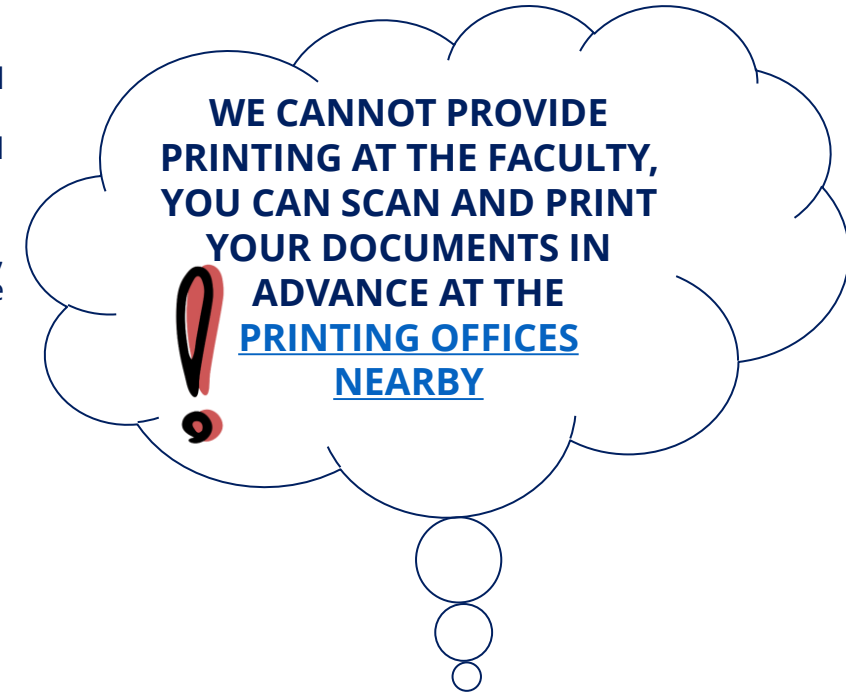 WE CANNOT PROVIDE
PRINTING AT THE FACULTY,
YOU CAN SCAN AND PRINT
YOUR DOCUMENTS IN
ADVANCE AT THE
PRINTING OFFICES
NEARBY